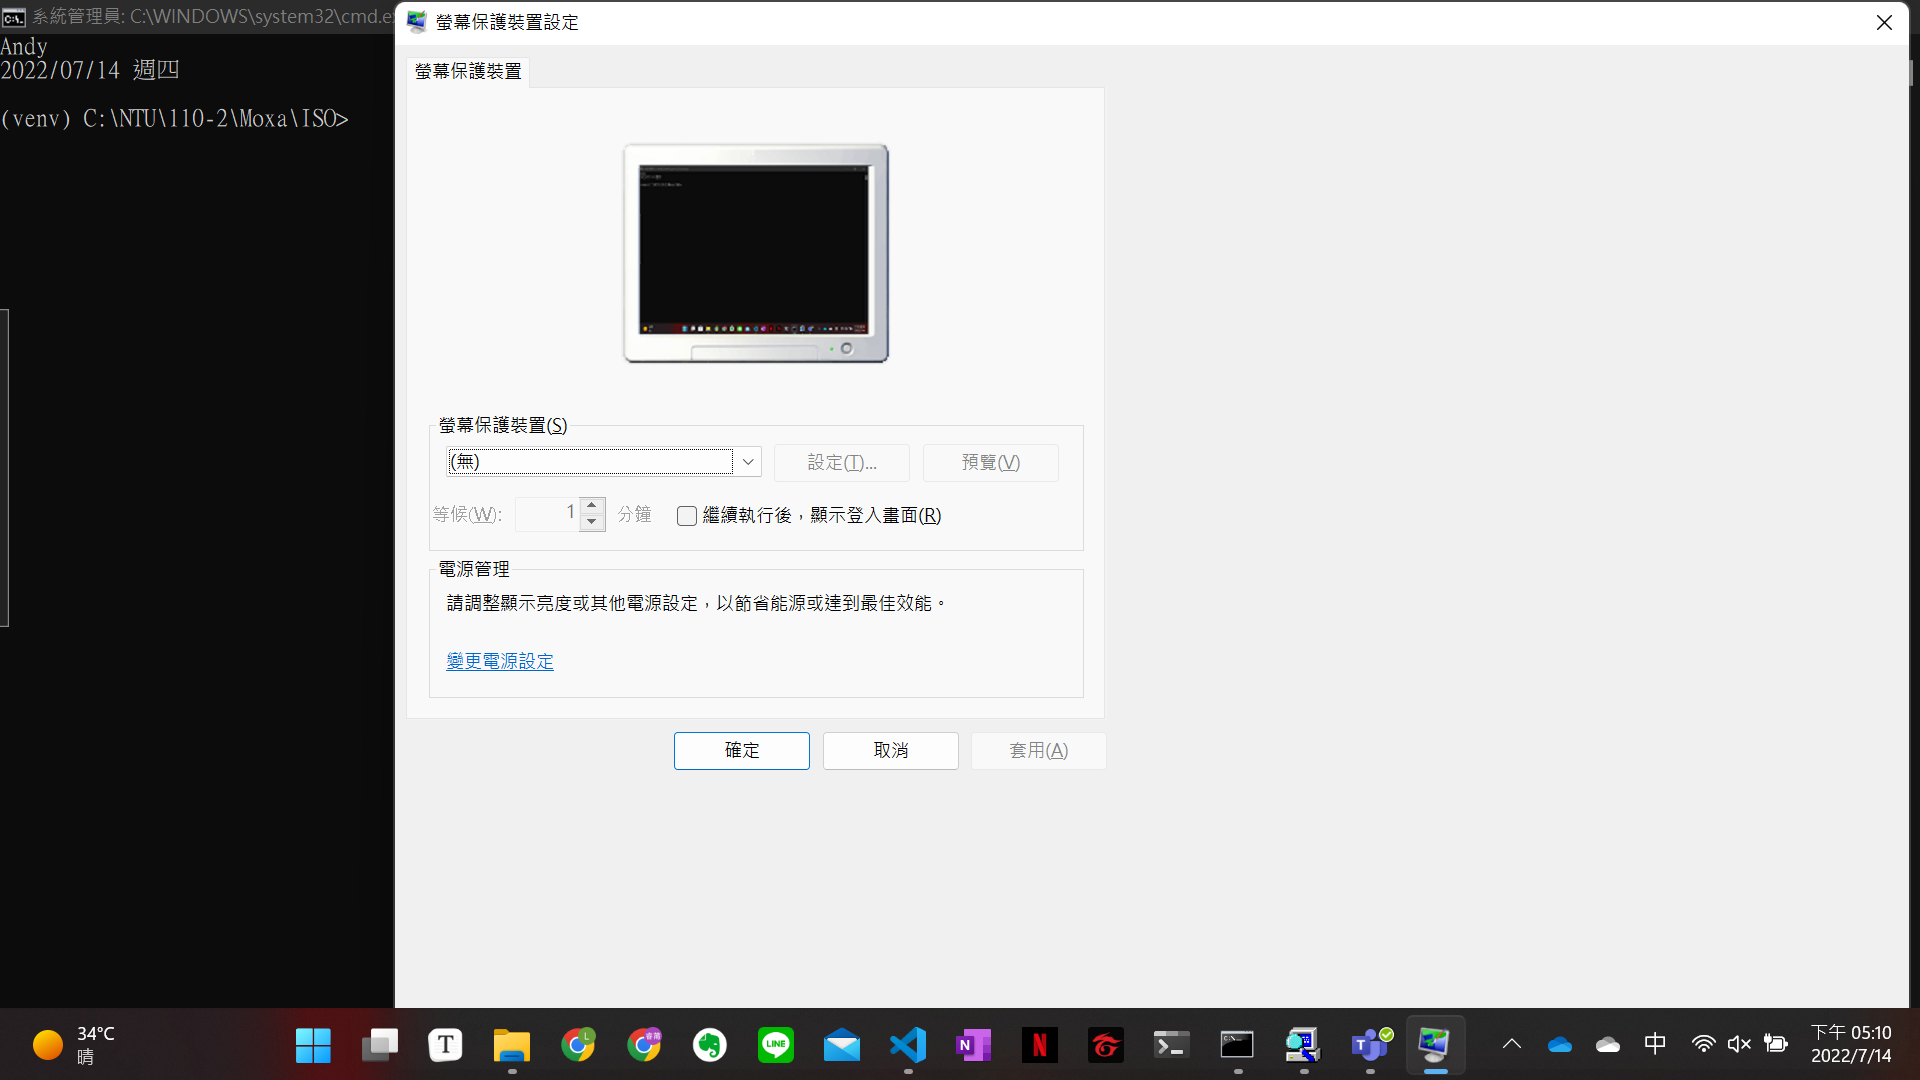 系統管理員: C:\WINDOWS\system32\cmd.e
Andy
2022/07/14 週四
(venv) C:\NTU\110-2\Moxa\ISO>
螢幕保護裝置設定
螢幕保護裝置
螢幕保護裝置(S)
(無)
設定(T)...
預覽(V)
等候(W):
1
分鐘
繼續執行後，顯示登入畫面(R)
電源管理
請調整顯示亮度或其他電源設定，以節省能源或達到最佳效能。
變更電源設定
確定
取消
套用(A)
34°C
晴
T
L
睿蕎
LINE
N
N
T
中
下午 05:10
2022/7/14